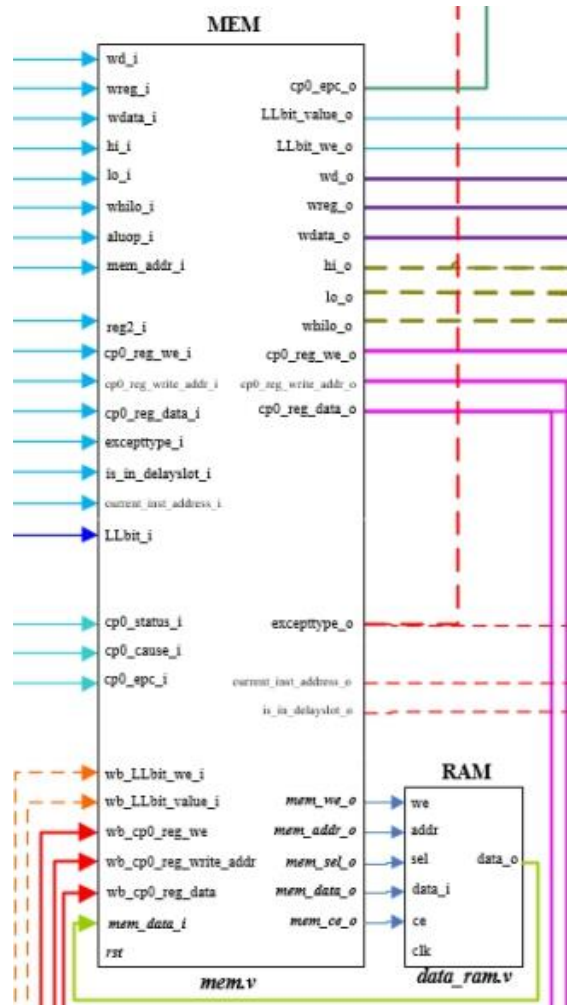 MEM
wd_i
wreg_i
wdata_i
hi_i
lo_i
whilo_i
aluop_i
mem_addr_i
reg2_i
cp0_reg_we_i
cp0_reg_write_addr_i
cp0_reg_data_i
excepttype_i
is_in_delayslot_i
current_inst_address_i
LLbit_i
cp0_status_i
cp0_cause_i
cp0_epc_i
wb_LLbit_we_i
wb_LLbit_value_i
wb_cp0_reg_we
wb_cp0_reg_write_addr
wb_cp0_reg_data
mem_data_i
rst
cp0_epc_o
LLbit_value_o
LLbit_we_o
wd_o
wreg_o
wdata_o
hi_o
lo_o
whilo_o
cp0_reg_we_o
cp0_reg_write_addr_o
cp0_reg_data_o
excepttype_o
current_inst_address_o
is_in_delayslot_o
mem_we_o
mem_addr_o
mem_sel_o
mem_data_o
mem_ce_o
mem.v
RAM
we
addr
sel
data_i
ce
clk
data_o
data_ram.v